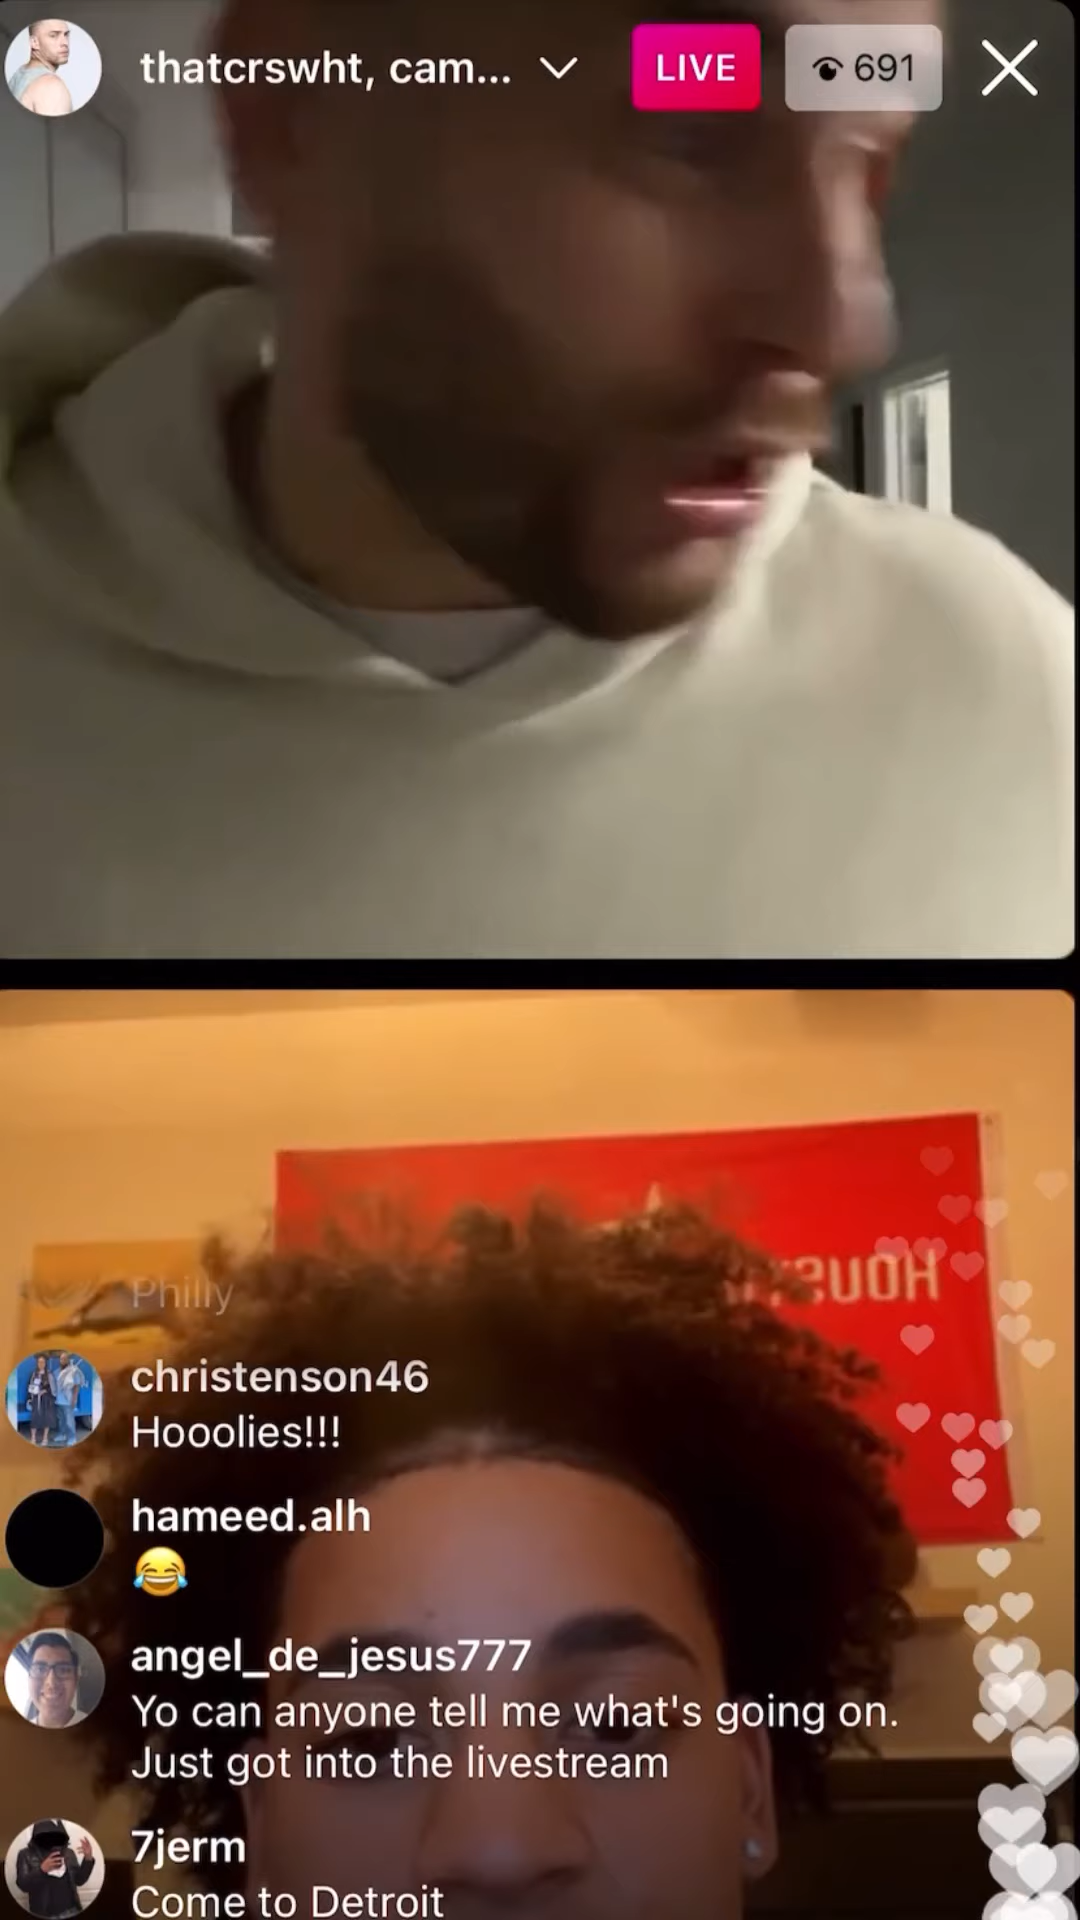 thatcrswht, cam...
LIVE
691
Philly
christenson46
Hooolies!!!
hameed.alh
😂
angel_de_jesus777
Yo can anyone tell me what's going on.
Just got into the livestream
7jerm
Come to Detroit